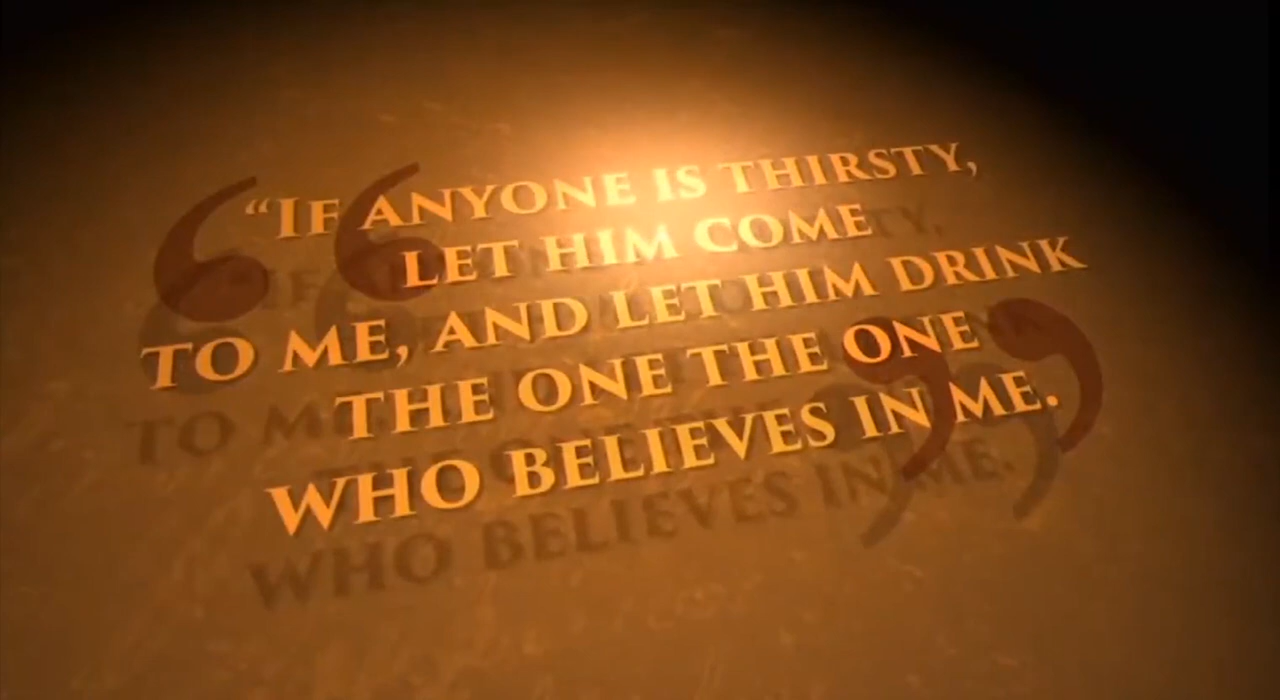 “IF ANYONE IS THIRSTY,
LET HIM COME
TO ME, AND LET HIM DRINK
THE ONE THE ONE
WHO BELIEVES IN ME.